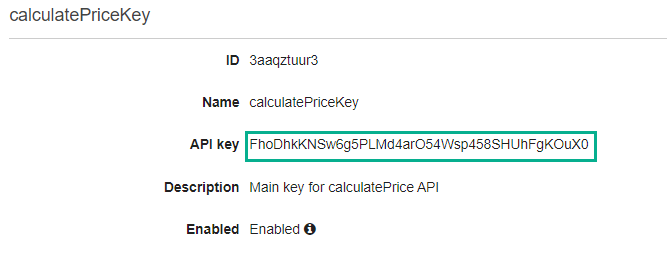 calculatePriceKey
ID 3aaqztuur3
Name calculatePriceKey
API key FhoDhkKNSw6g5PLMd4arO54Wsp458SHUhFgKOuX0
Description Main key for calculatePrice API
Enabled Enabled